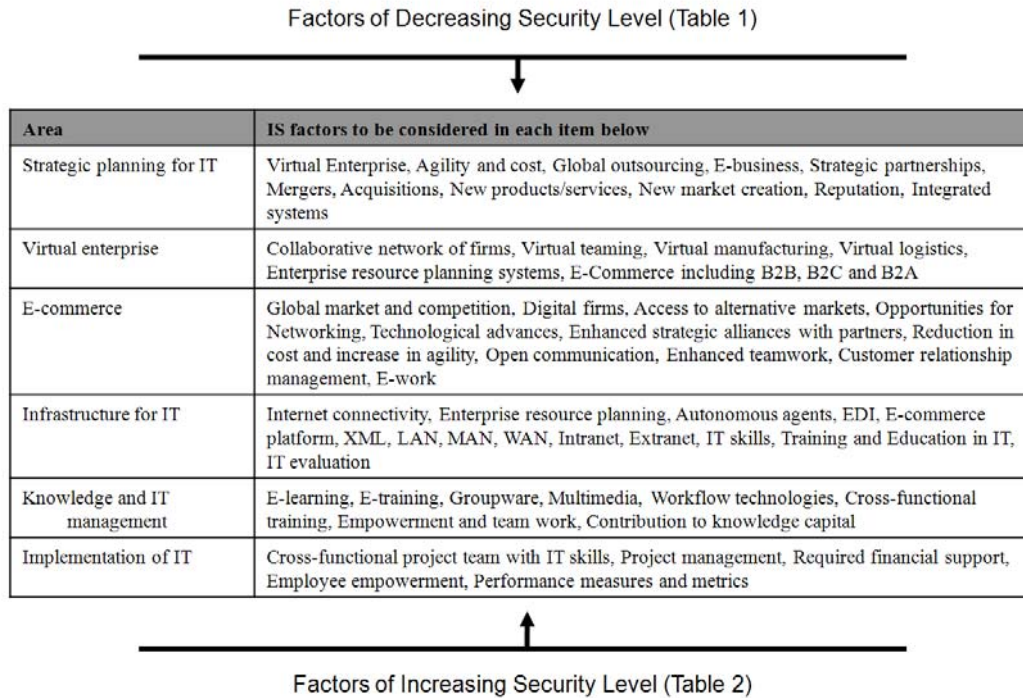 Factors of Decreasing Security Level (Table 1)
Area IS factors to be considered in each item below
Strategic planning for IT Virtual Enterprise, Agility and cost, Global outsourcing, E-business, Strategic partnerships,
Mergers, Acquisitions, New products/services, New market creation, Reputation, Integrated
systems
Virtual enterprise Collaborative network of firms, Virtual teaming, Virtual manufacturing, Virtual logistics,
Enterprise resource planning systems, E-Commerce including B2B, B2C and B2A
E-commerce Global market and competition, Digital firms, Access to alternative markets, Opportunities for
Networking, Technological advances, Enhanced strategic alliances with partners, Reduction in
cost and increase in agility, Open communication, Enhanced teamwork, Customer relationship
management, E-work
Infrastructure for IT Internet connectivity, Enterprise resource planning, Autonomous agents, EDI, E-commerce
platform, XML, LAN, MAN, WAN, Intranet, Extranet, IT skills, Training and Education in IT,
IT evaluation
Knowledge and IT E-learning, E-training, Groupware, Multimedia, Workflow technologies, Cross-functional
management training, Empowerment and team work, Contribution to knowledge capital
Implementation of IT Cross-functional project team with IT skills, Project management, Required financial support,
Employee empowerment, Performance measures and metrics
Factors of Increasing Security Level (Table 2)